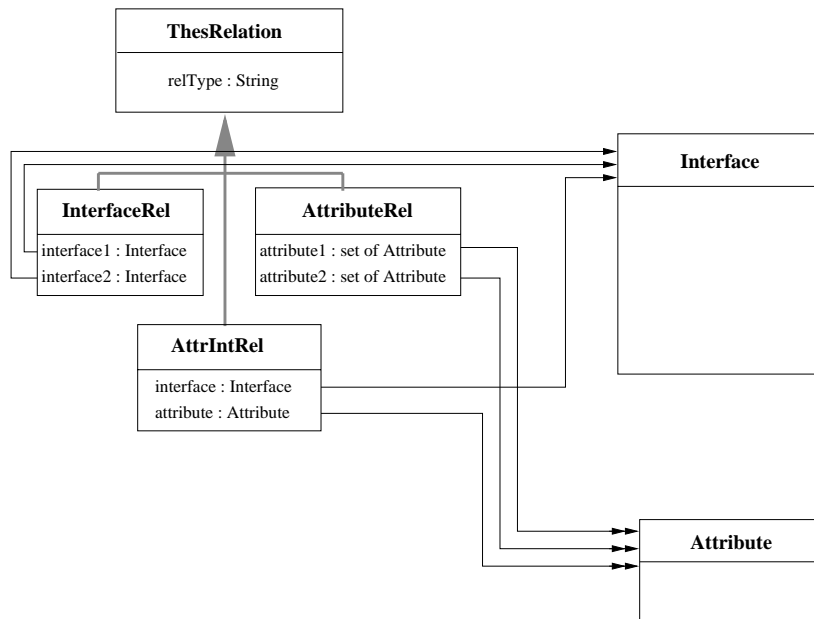 ThesRelation
relType : String
Interface
InterfaceRel
interface1 : Interface
interface2 : Interface
AttributeRel
attribute1 : set of Attribute
attribute2 : set of Attribute
AttrIntRel
interface : Interface
attribute : Attribute
Attribute